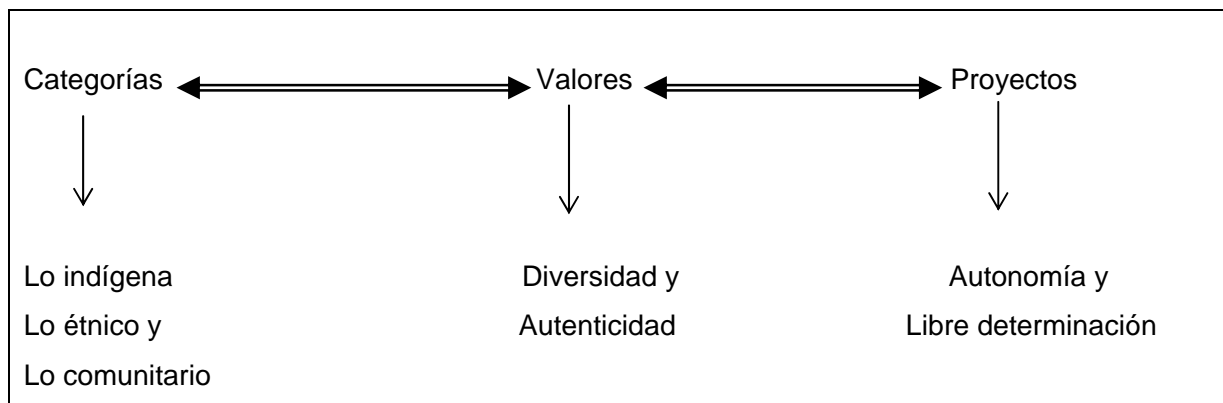 Categorías Valores Proyectos
Lo indígena Diversidad y Autonomía y
Lo étnico y Autenticidad Libre determinación
Lo comunitario